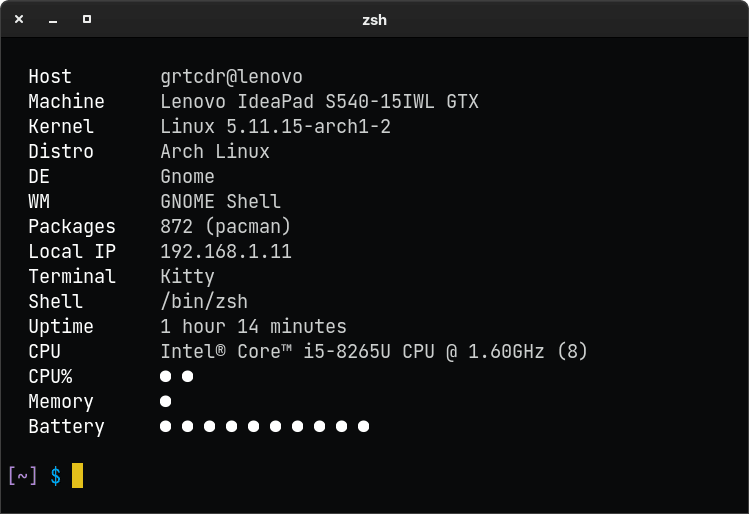 zsh
Host grtcdr@lenovo
Machine Lenovo IdeaPad S540-15IWL GTX
Kernel Linux 5.11.15-arch1-2
Distro Arch Linux
DE Gnome
WM GNOME Shell
Packages 872 (pacman)
Local IP 192.168.1.11
Terminal Kitty
Shell /bin/zsh
Uptime 1 hour 14 minutes
CPU Intel® Core™ i5-8265U CPU @ 1.60GHz (8)
CPU% ● ●
Memory ●
Battery ● ● ● ● ● ● ● ● ● ●
[~] $